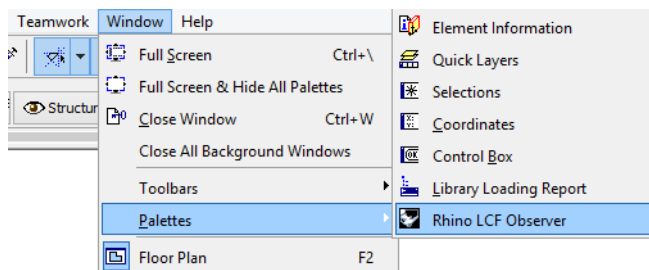 Teamwork Window Help
Full Screen Ctrl+\
Full Screen & Hide All Palettes
Structur
Close Window Ctrl+W
Close All Background Windows
Toolbars
Palettes
Floor Plan F2
Element Information
Quick Layers
Selections
Coordinates
Control Box
Library Loading Report
Rhino LCF Observer